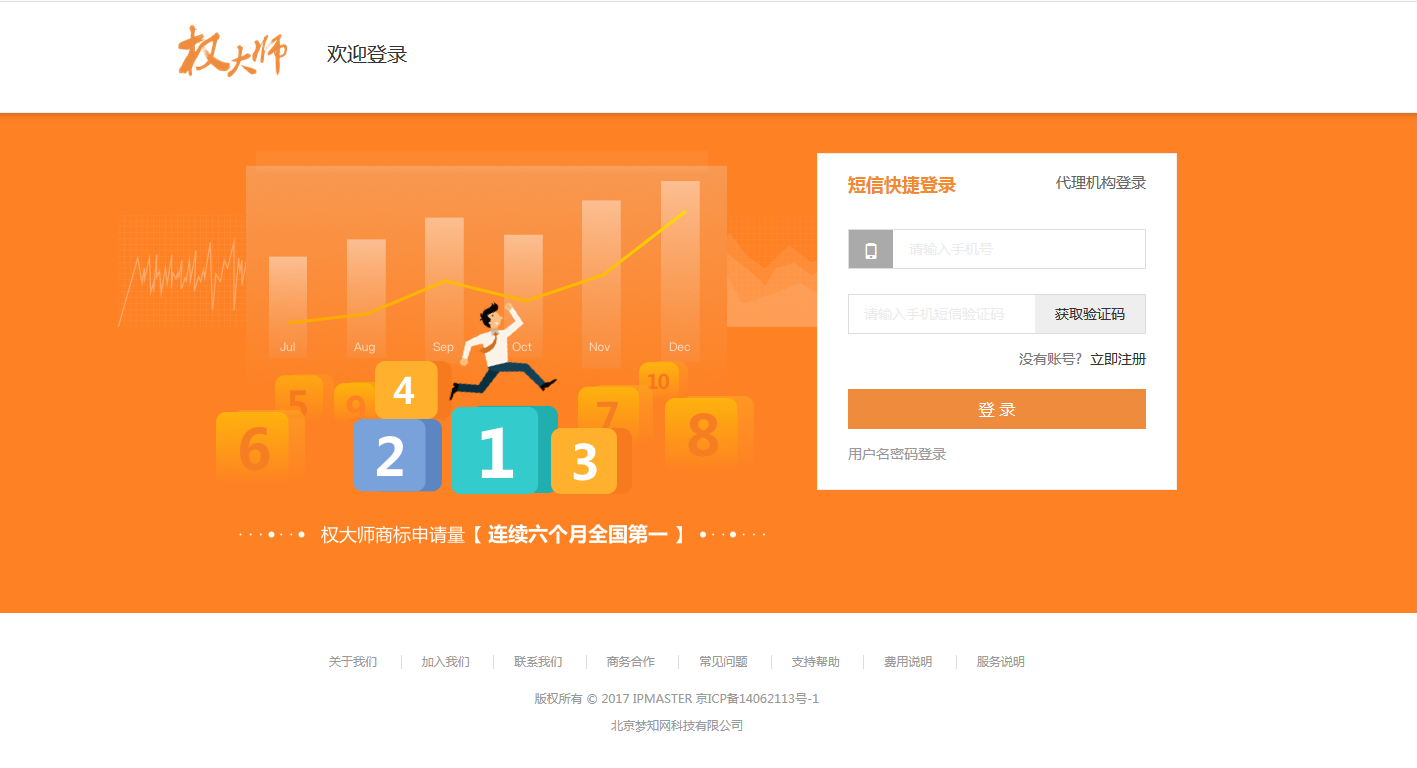 权大师 欢迎登录
短信快捷登录 代理机构登录
请输入手机号
请输入手机短信验证码 获取验证码
没有账号? 立即注册
登 录
用户名密码登录
Jul Aug Sep Oct Nov Dec
5 9 4 10
6 2 1 3 7 8
权大师商标申请量【 连续六个月全国第一 】
关于我们 加入我们 联系我们 商务合作 常见问题 支持帮助 费用说明 服务说明
版权所有 © 2017 IPMASTER 京ICP备14062113号-1
北京梦知网科技有限公司